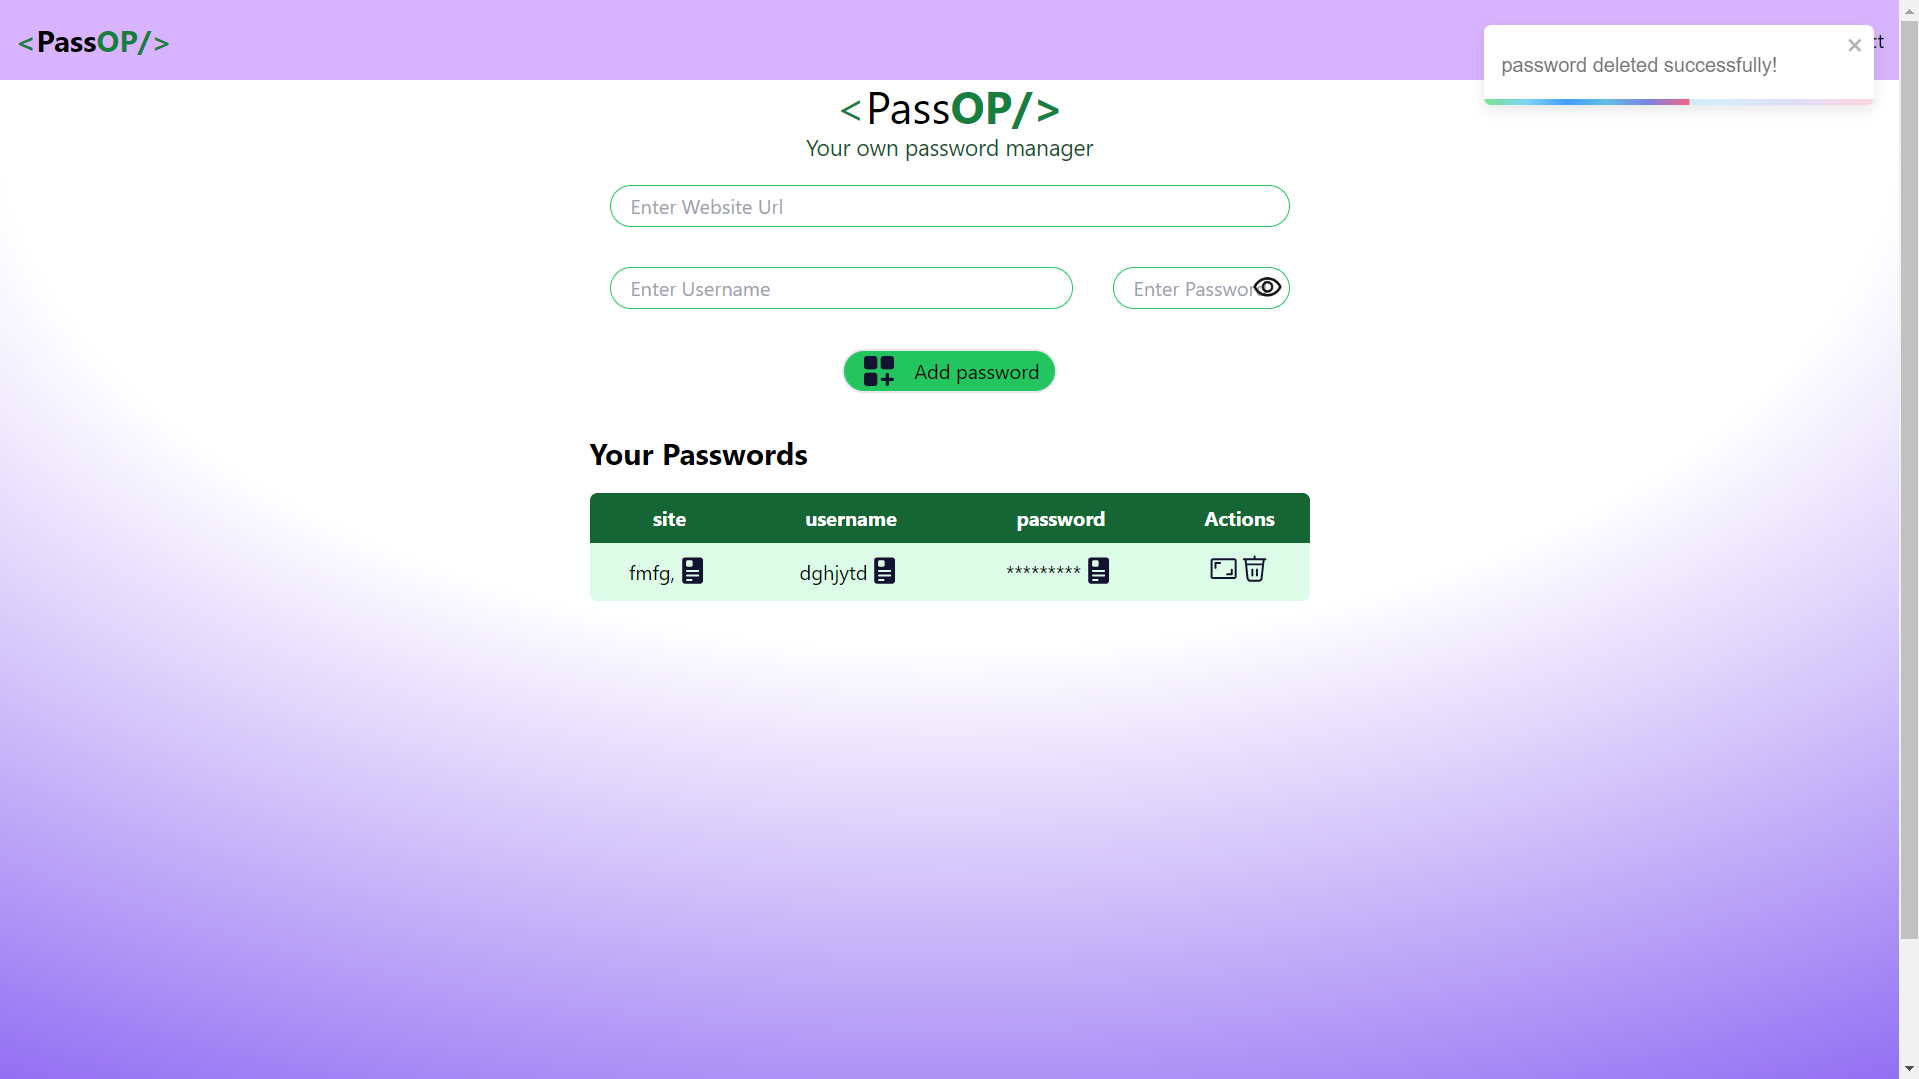 <PassOP/>
password deleted successfully!
<PassOP/>
Your own password manager
Enter Website Url
Enter Username
Enter Passwor
Add password
Your Passwords
site username password Actions
fmfg, dghjytd *********